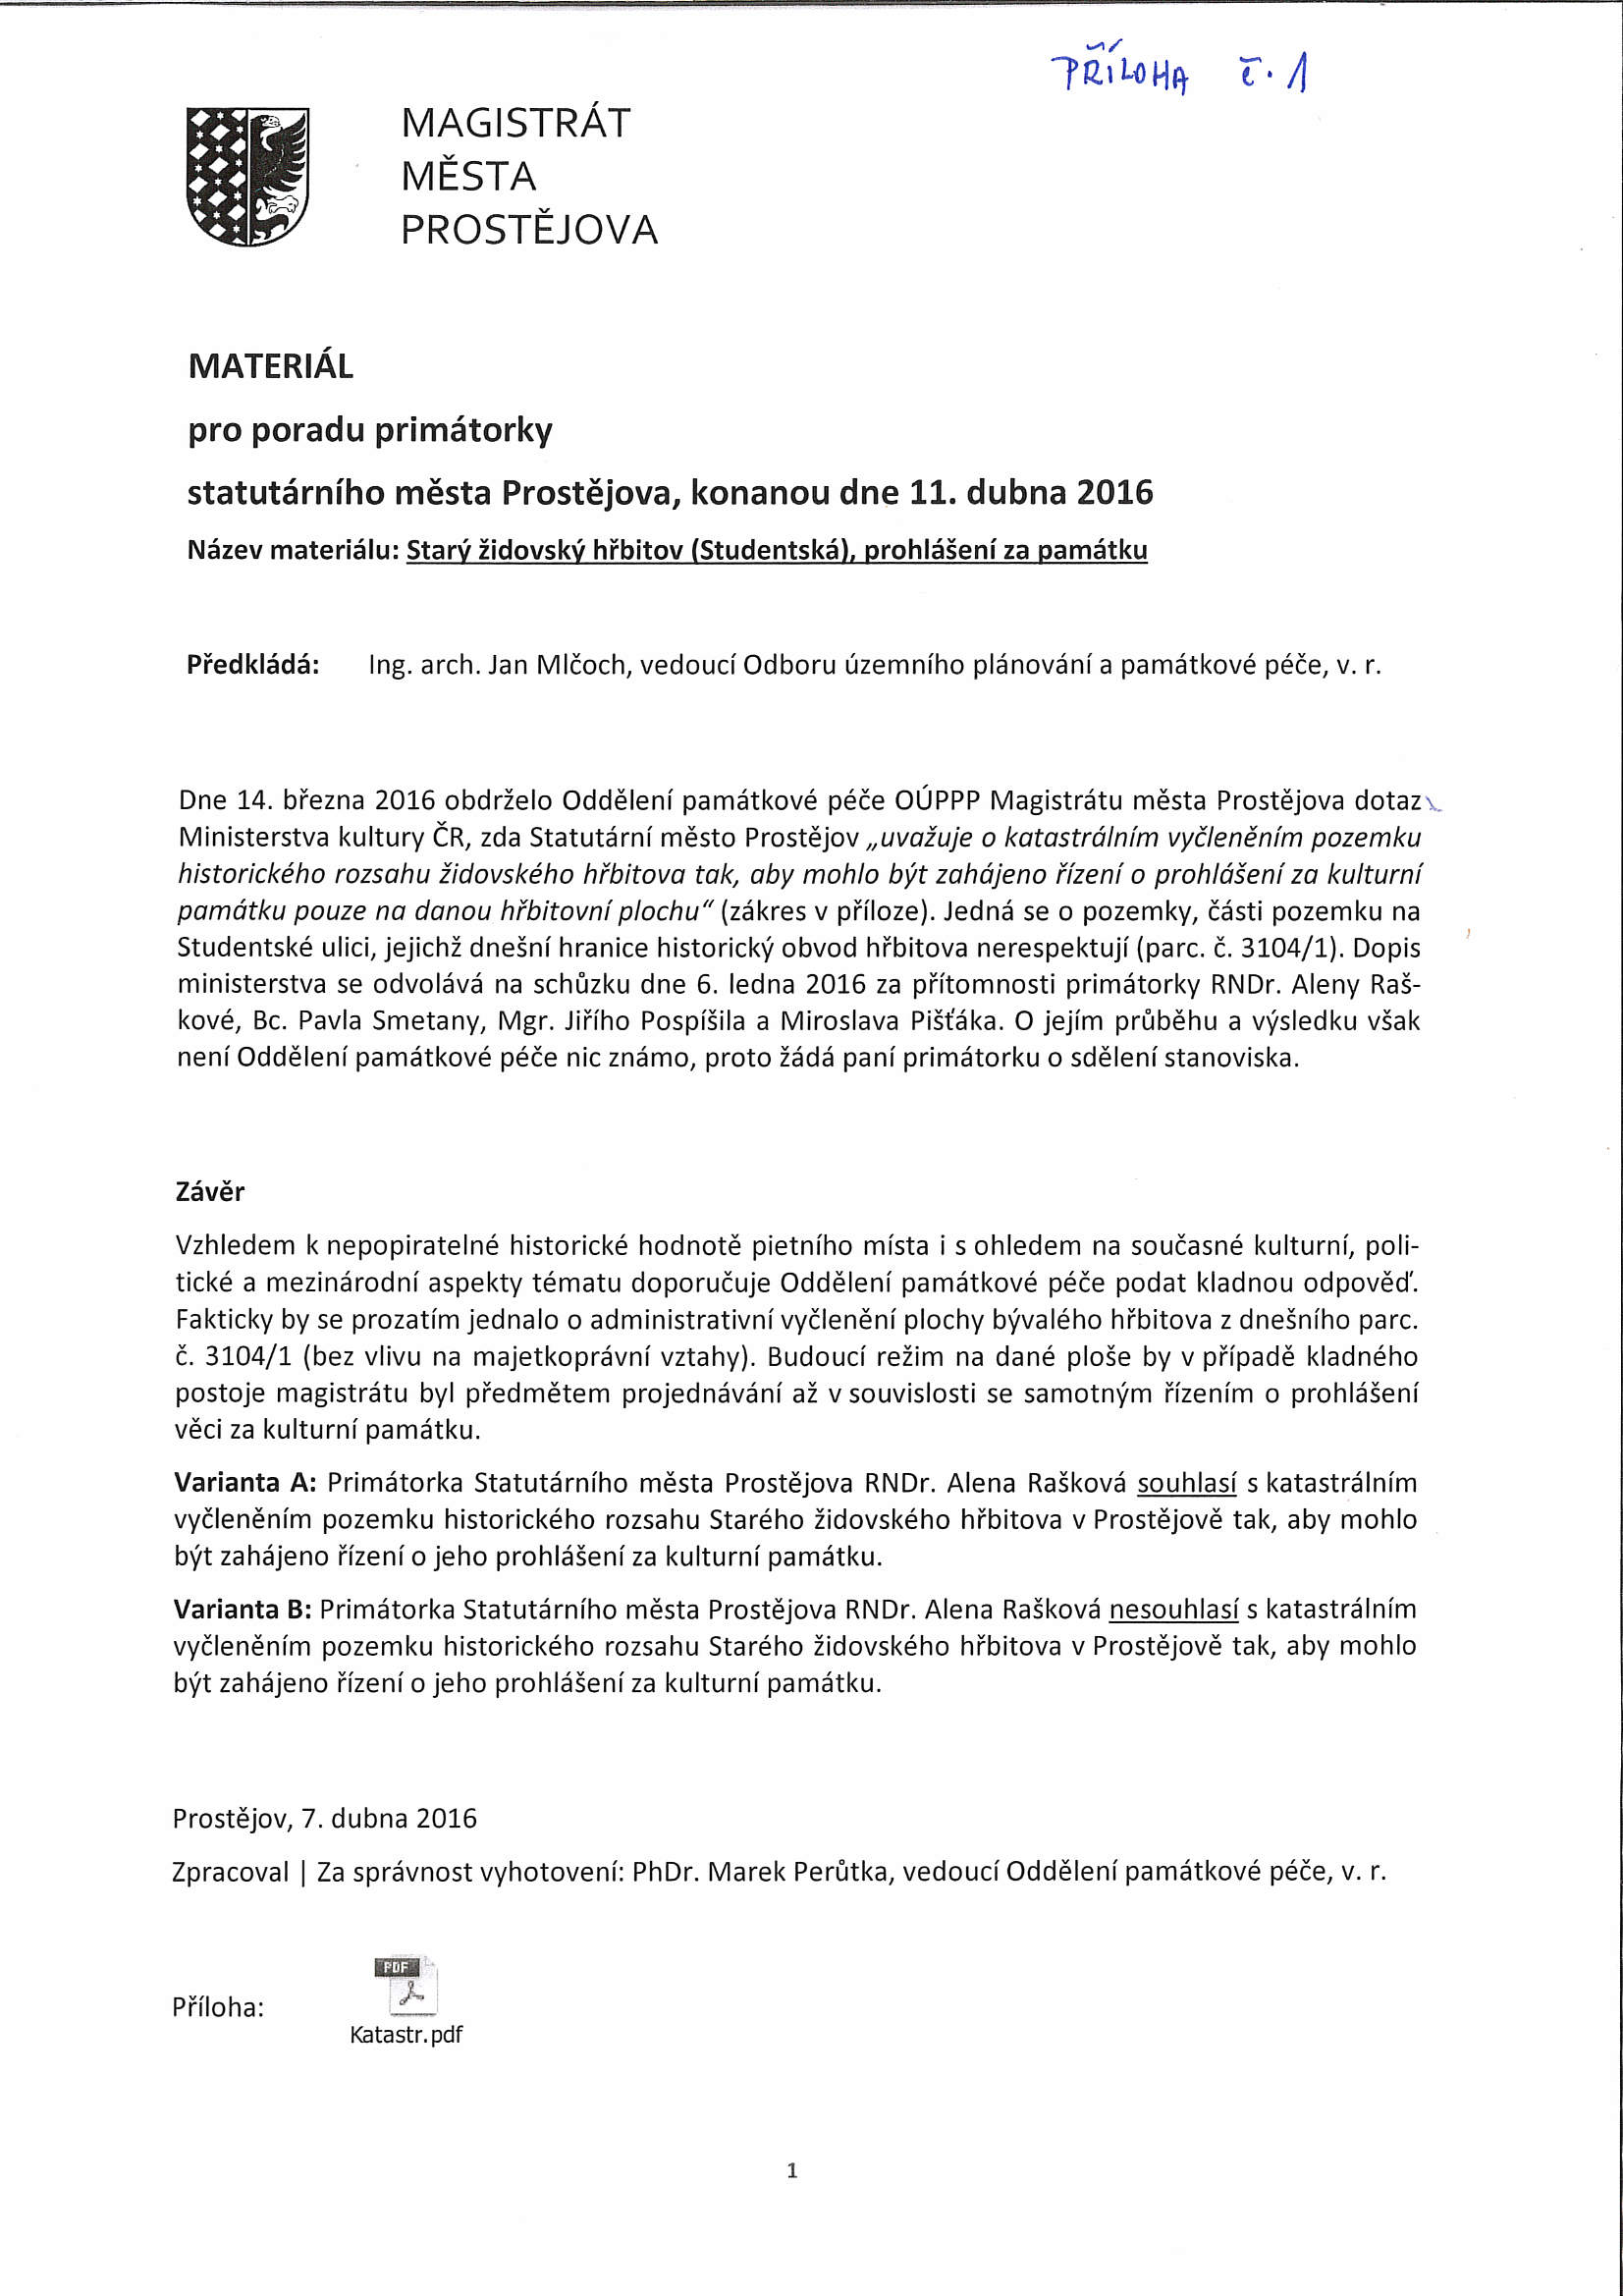 PŘÍLOHA č. 1
MAGISTRÁT
MĚSTA
PROSTĚJOVA
MATERIÁL
pro poradu primátorky
statutárního města Prostějova, konanou dne 11. dubna 2016
Název materiálu: Starý židovský hřbitov (Studentská), prohlášení za památku
Předkládá: Ing. arch. Jan Mlčoch, vedoucí Odboru územního plánování a památkové péče, v. r.
Dne 14. března 2016 obdrželo Oddělení památkové péče OÚPPP Magistrátu města Prostějova dotaz
Ministerstva kultury ČR, zda Statutární město Prostějov „uvažuje o katastrálním vyčleněním pozemku
historického rozsahu židovského hřbitova tak, aby mohlo být zahájeno řízení o prohlášení za kulturní
památku pouze na danou hřbitovní plochu“ (zákres v příloze). Jedná se o pozemky, části pozemku na
Studentské ulici, jejichž dnešní hranice historický obvod hřbitova nerespektují (parc. č. 3104/1). Dopis
ministerstva se odvolává na schůzku dne 6. ledna 2016 za přítomnosti primátorky RNDr. Aleny Raš-
kové, Bc. Pavla Smetany, Mgr. Jiřího Pospíšila a Miroslava Pišťáka. O jejím průběhu a výsledku však
není Oddělení památkové péče nic známo, proto žádá paní primátorku o sdělení stanoviska.
Závěr
Vzhledem k nepopiratelné historické hodnotě pietního místa i s ohledem na současné kulturní, poli-
tické a mezinárodní aspekty tématu doporučuje Oddělení památkové péče podat kladnou odpověď.
Fakticky by se prozatím jednalo o administrativní vyčlenění plochy bývalého hřbitova z dnešního parc.
č. 3104/1 (bez vlivu na majetkoprávní vztahy). Budoucí režim na dané ploše by v případě kladného
postoje magistrátu byl předmětem projednávání až v souvislosti se samotným řízením o prohlášení
věci za kulturní památku.
Varianta A: Primátorka Statutárního města Prostějova RNDr. Alena Rašková souhlasí s katastrálním
vyčleněním pozemku historického rozsahu Starého židovského hřbitova v Prostějově tak, aby mohlo
být zahájeno řízení o jeho prohlášení za kulturní památku.
Varianta B: Primátorka Statutárního města Prostějova RNDr. Alena Rašková nesouhlasí s katastrálním
vyčleněním pozemku historického rozsahu Starého židovského hřbitova v Prostějově tak, aby mohlo
být zahájeno řízení o jeho prohlášení za kulturní památku.
Prostějov, 7. dubna 2016
Zpracoval | Za správnost vyhotovení: PhDr. Marek Perůtka, vedoucí Oddělení památkové péče, v. r.
PDF
Příloha:
Katastr.pdf
1